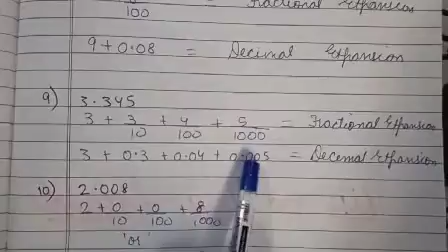 100 = Fractional Expansion
9 + 0.08 = Decimal Expansion
9) 3.345
3 + 3/10 + 4/100 + 5/1000 = Fractional Expansion
3 + 0.3 + 0.04 + 0.005 = Decimal Expansion
10) 2.008
2 + 0/10 + 0/100 + 8/1000
'or'